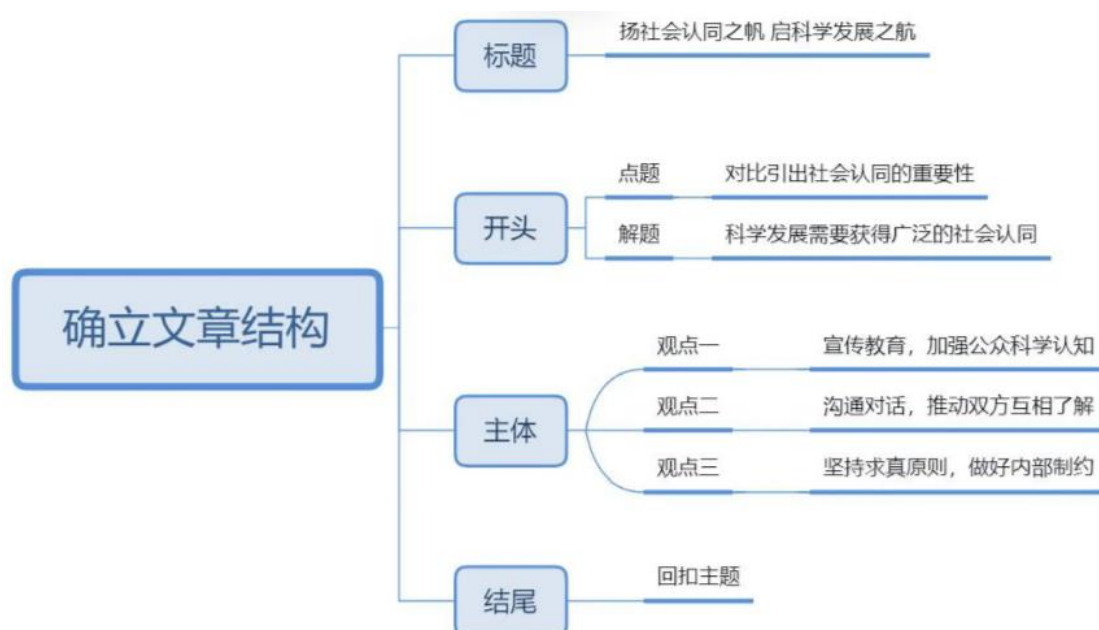 标题
扬社会认同之帆 启科学发展之航
开头
点题
对比引出社会认同的重要性
解题
科学发展需要获得广泛的社会认同
确立文章结构
主体
观点一
宣传教育，加强公众科学认知
观点二
沟通对话，推动双方互相了解
观点三
坚持求真原则，做好内部制约
结尾
回扣主题